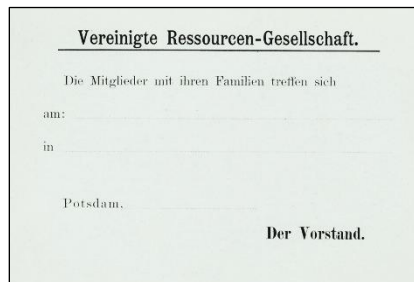 Vereinigte Ressourcen-Gesellschaft.
Die Mitglieder mit ihren Familien treffen sich
am:
in
Potsdam,
Der Vorstand.